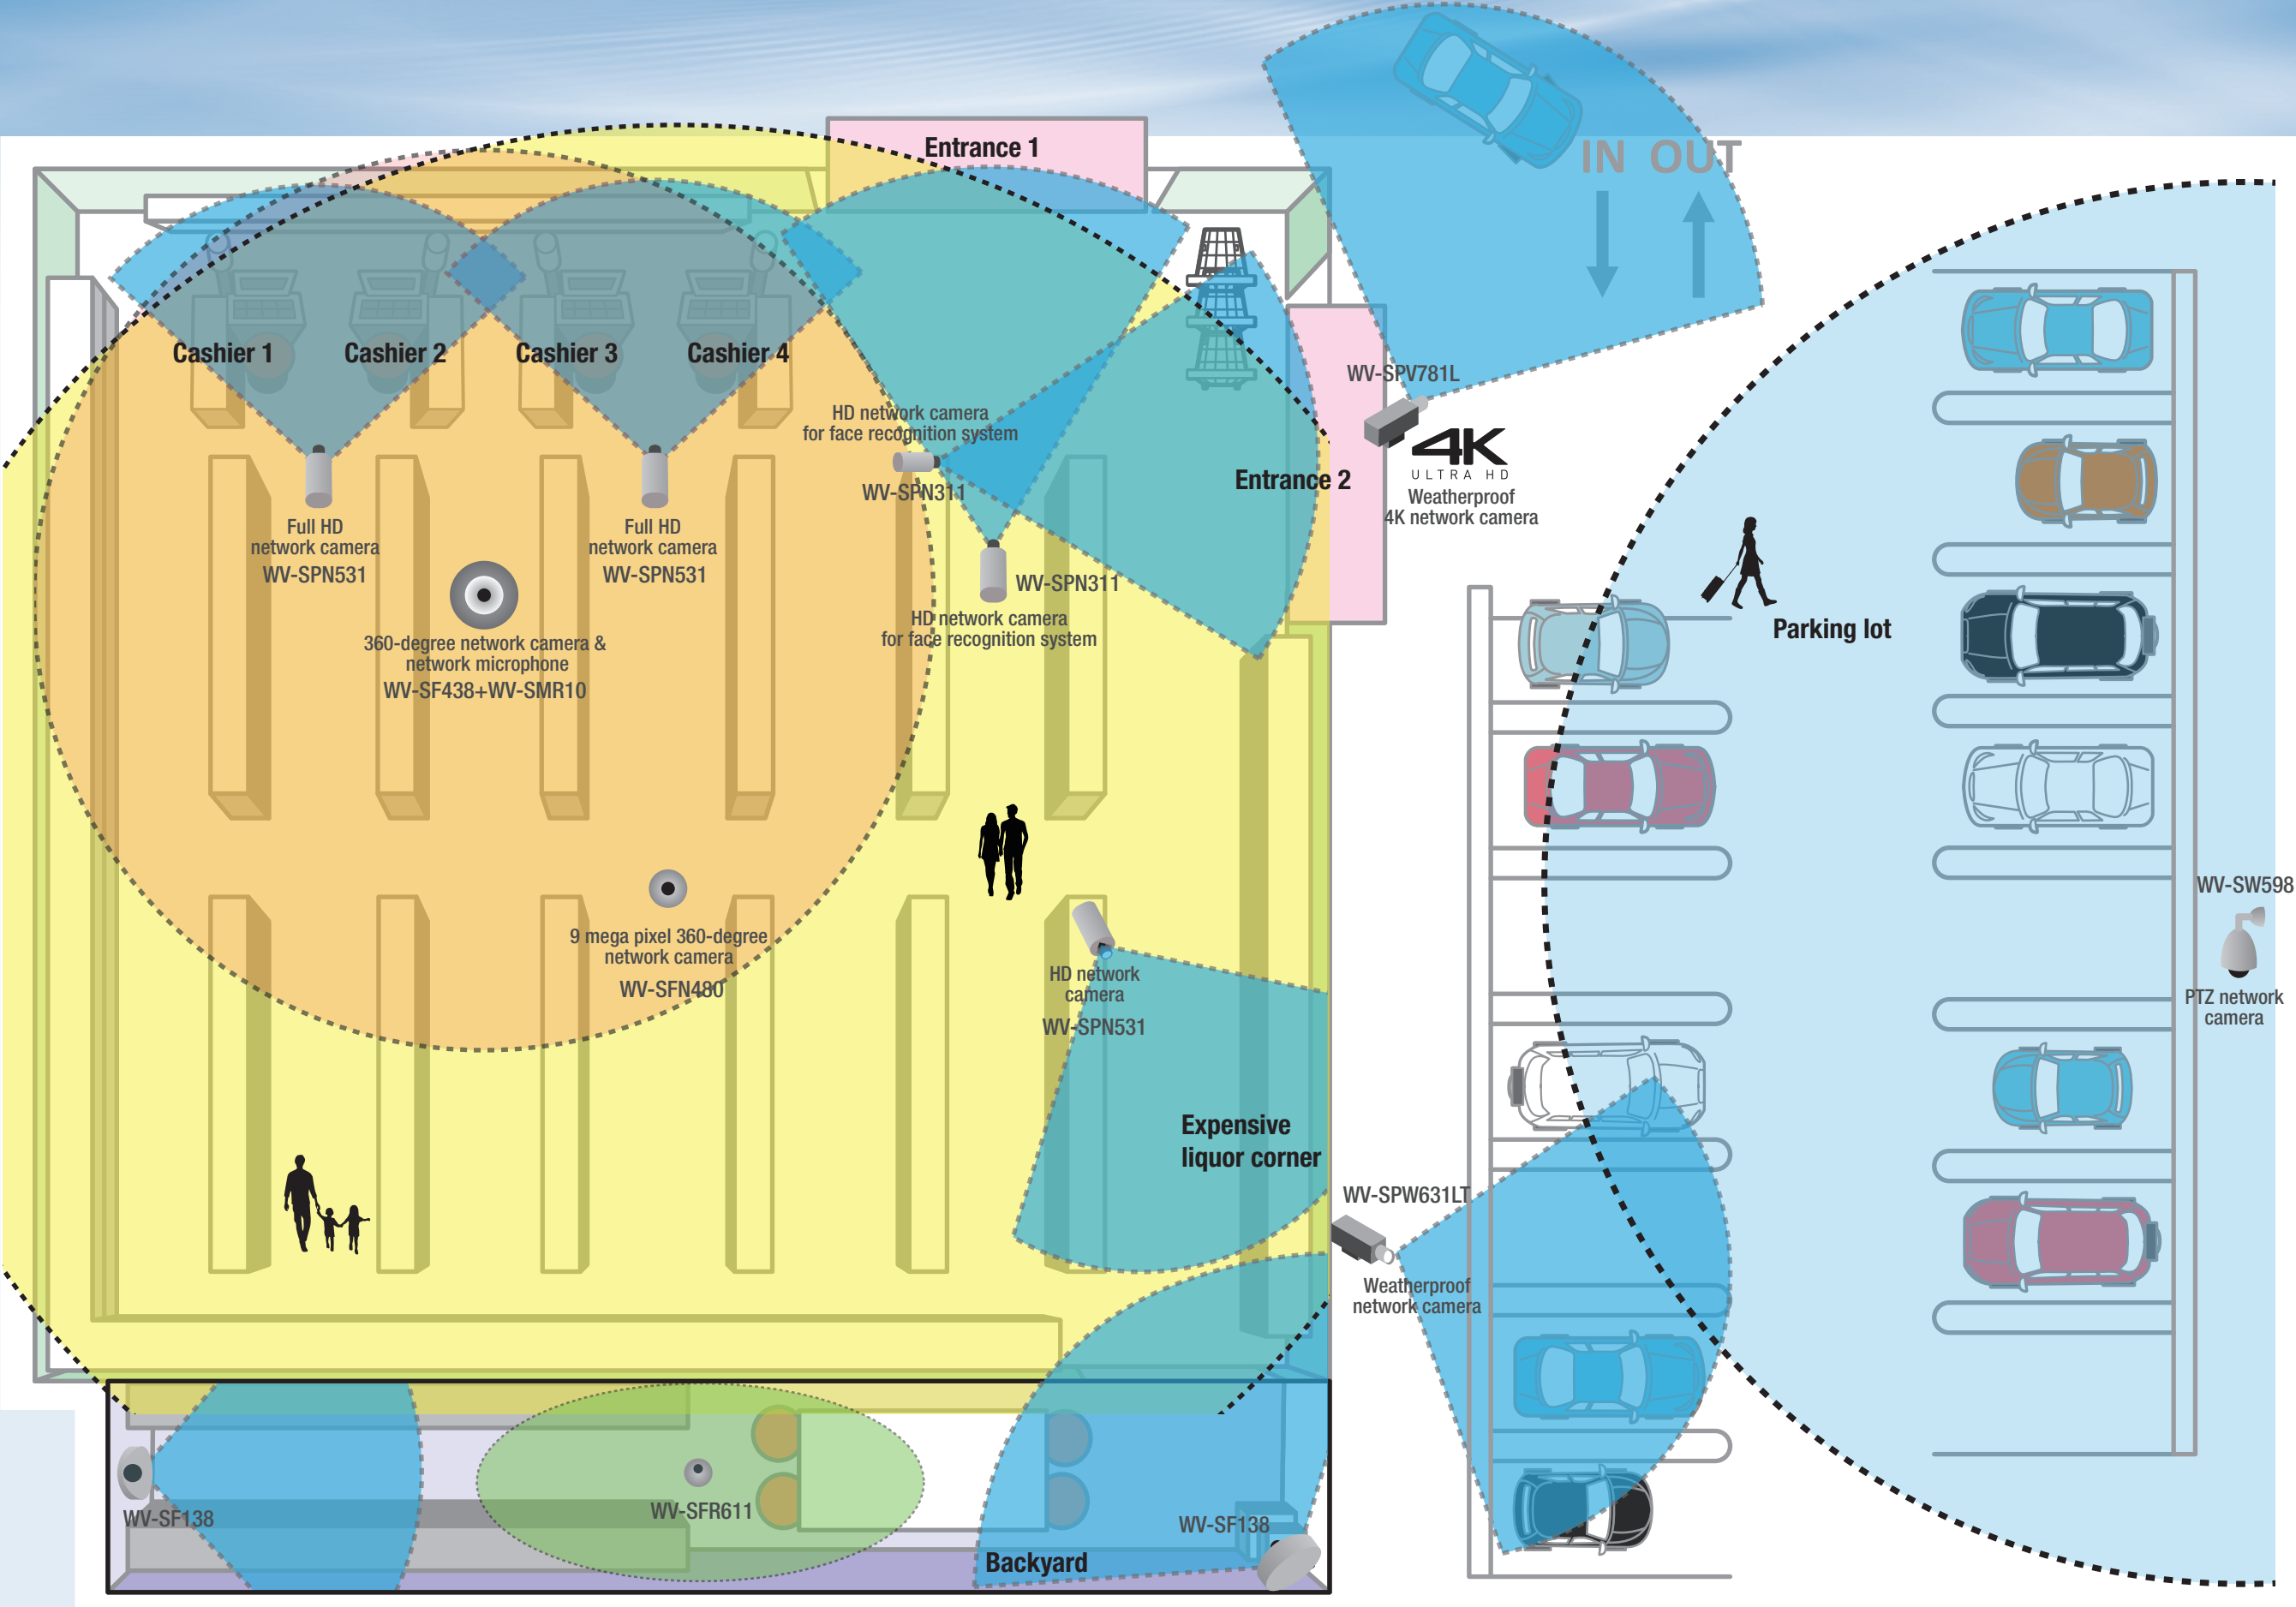 Entrance 1
IN OUT
Cashier 1
Cashier 2
Cashier 3
Cashier 4
WV-SPV781L
4K
ULTRA HD
Weatherproof
4K network camera
HD network camera
for face recognition system
WV-SPN311
Entrance 2
Full HD
network camera
WV-SPN531
Full HD
network camera
WV-SPN531
WV-SPN311
HD network camera
for face recognition system
360-degree network camera &
network microphone
WV-SF438+WV-SMR10
Parking lot
WV-SW598
PTZ network
camera
9 mega pixel 360-degree
network camera
WV-SFN480
HD network
camera
WV-SPN531
Expensive
liquor corner
WV-SPW631LT
Weatherproof
network camera
WV-SF138
WV-SFR611
WV-SF138
Backyard